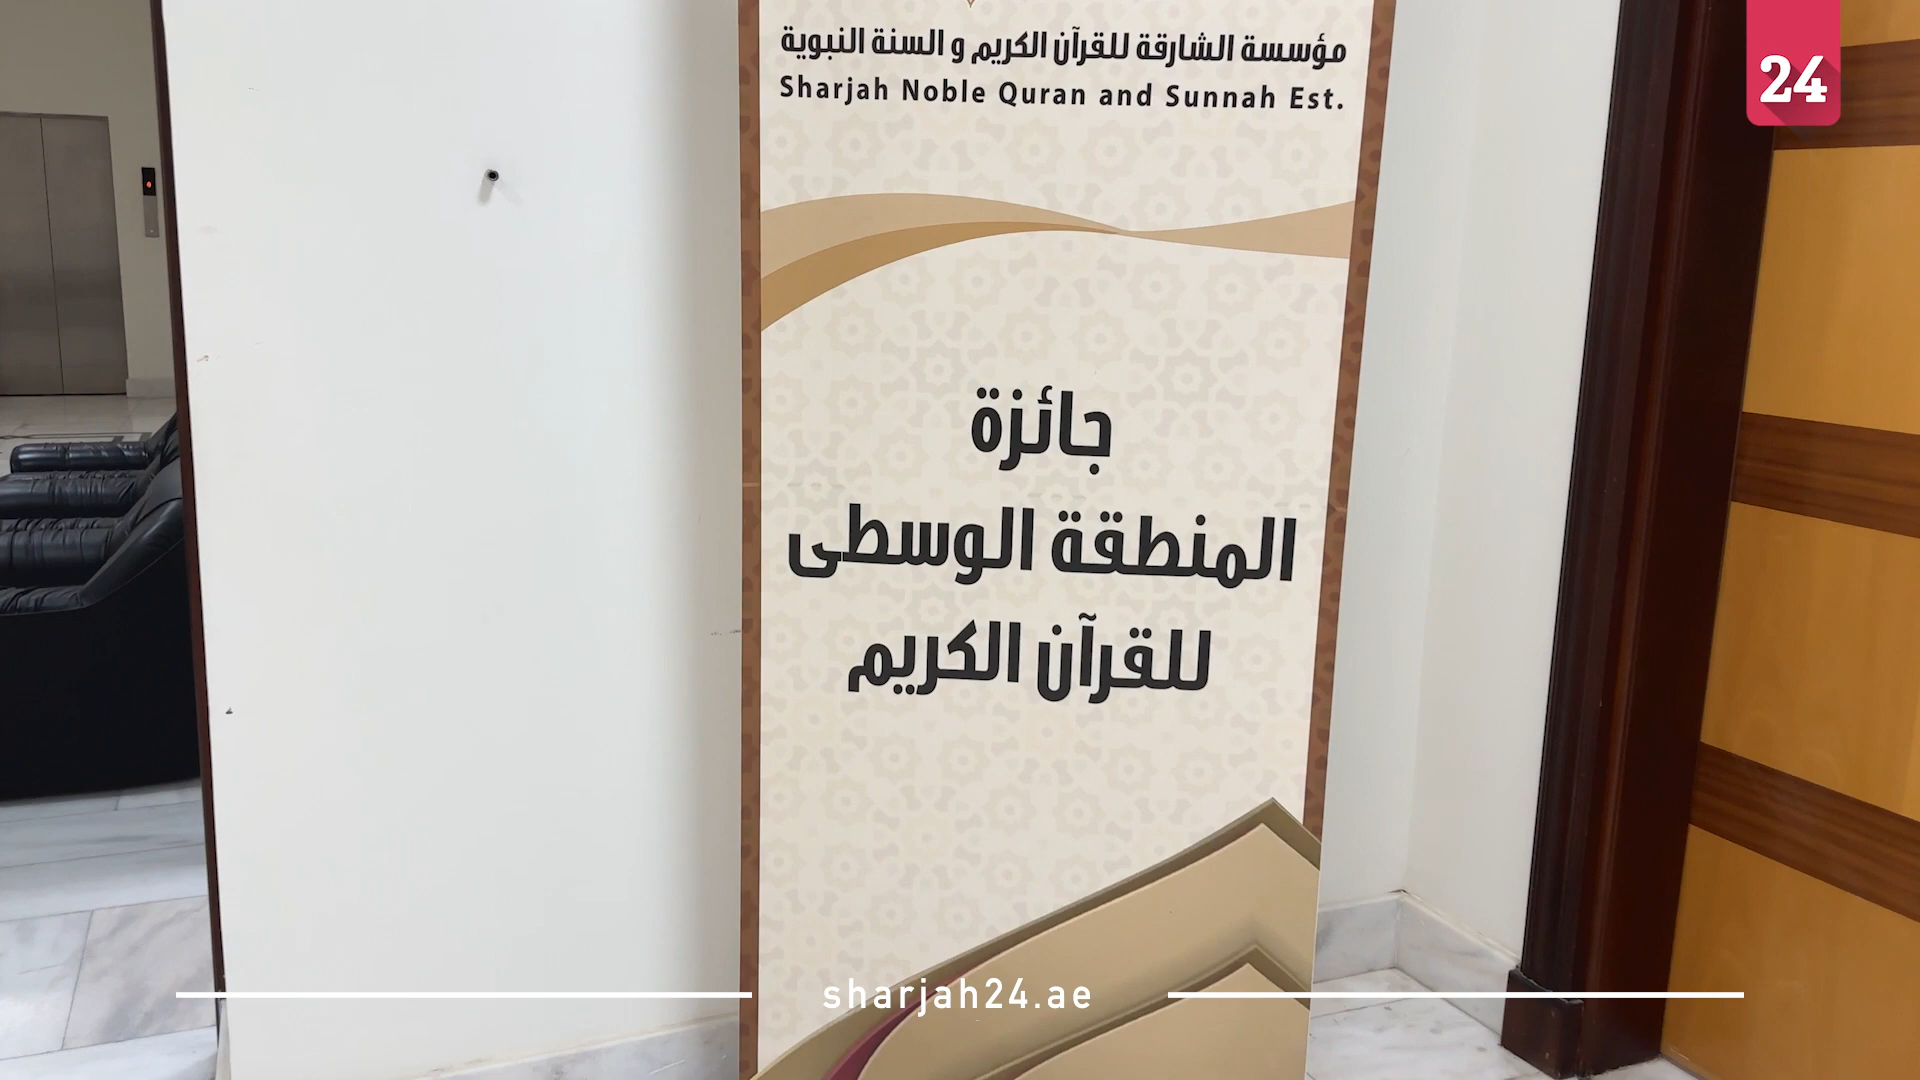 مؤسسة الشارقة للقرآن الكريم و السنة النبوية
Sharjah Noble Quran and Sunnah Est.
24
جائزة
المنطقة الوسطى
للقرآن الكريم
sharjah24.ae